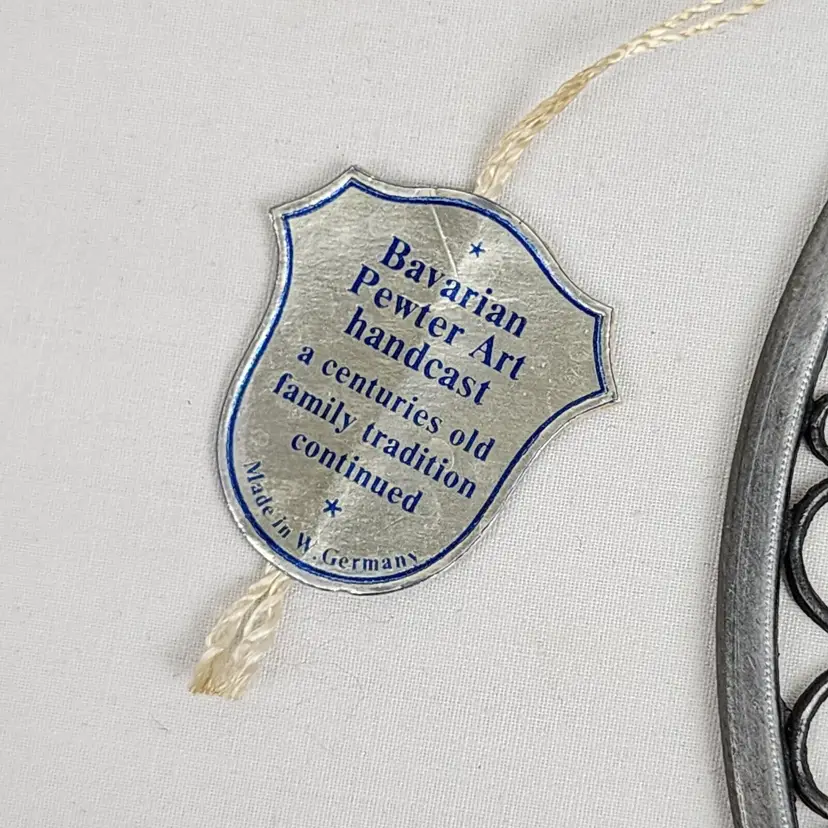 Bavarian
Pewter Art
handcast
a centuries old
family tradition
continued
Made in W. Germany